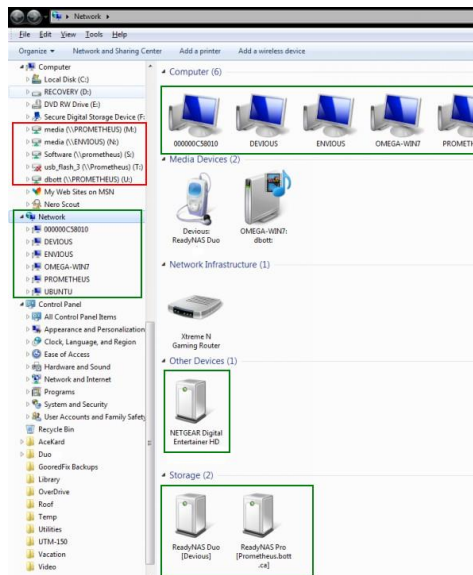 Network
File Edit View Tools Help
Organize Network and Sharing Center Add a printer Add a wireless device
Computer
Local Disk (C:)
RECOVERY (D:)
DVD RW Drive (E:)
Secure Digital Storage Device (F:
media (\\PROMETHEUS) (M:)
media (\\ENVIOUS) (N:)
Software (\\prometheus) (S:)
usb_flash_3 (\\Prometheus) (T:)
dbott (\\PROMETHEUS) (U:)
My Web Sites on MSN
Nero Scout
Network
000000C58010
DEVIOUS
ENVIOUS
OMEGA-WIN7
PROMETHEUS
UBUNTU
Control Panel
All Control Panel Items
Appearance and Personalization
Clock, Language, and Region
Ease of Access
Hardware and Sound
Network and Internet
Programs
System and Security
User Accounts and Family Safety
Recycle Bin
AceKard
Duo
GooredFix Backups
Library
OverDrive
Roof
Temp
Utilities
UTM-150
Vacation
Video
Computer (6)
000000C58010 DEVIOUS ENVIOUS OMEGA-WIN7 PROMETH
Media Devices (2)
Devious: ReadyNAS Duo
OMEGA-WIN7: dbott:
Network Infrastructure (1)
Xtreme N
Gaming Router
Other Devices (1)
NETGEAR Digital
Entertainer HD
Storage (2)
ReadyNAS Duo
[Devious]
ReadyNAS Pro
[Prometheus.bott
.ca]